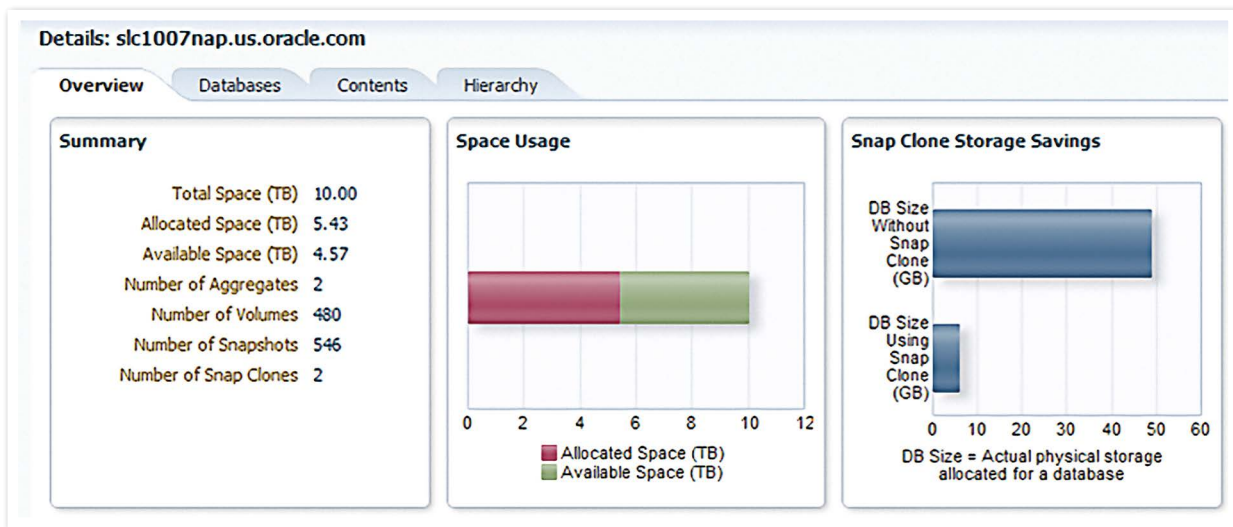 Details: slc1007nap.us.oracle.com
Overview
Databases
Contents
Hierarchy
Summary
Total Space (TB) 10.00
Allocated Space (TB) 5.43
Available Space (TB) 4.57
Number of Aggregates 2
Number of Volumes 480
Number of Snapshots 546
Number of Snap Clones 2
Space Usage
0 2 4 6 8 10 12
Allocated Space (TB)
Available Space (TB)
Snap Clone Storage Savings
DB Size
Without
Snap
Clone
(GB)
DB Size
Using
Snap
Clone
(GB)
0 10 20 30 40 50 60
DB Size = Actual physical storage
allocated for a database